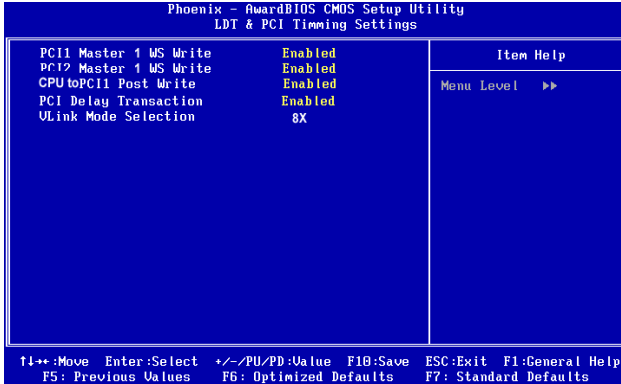 Phoenix - AwardBIOS CMOS Setup Utility
LDT & PCI Timming Settings
PCI1 Master 1 WS Write Enabled
PCI2 Master 1 WS Write Enabled
CPU toPCI1 Post Write Enabled
PCI Delay Transaction Enabled
VLink Mode Selection 8X
Item Help
Menu Level ▶▶
↑↓→←:Move Enter:Select +/-/PU/PD:Value F10:Save ESC:Exit F1:General Help
F5: Previous Values F6: Optimized Defaults F7: Standard Defaults